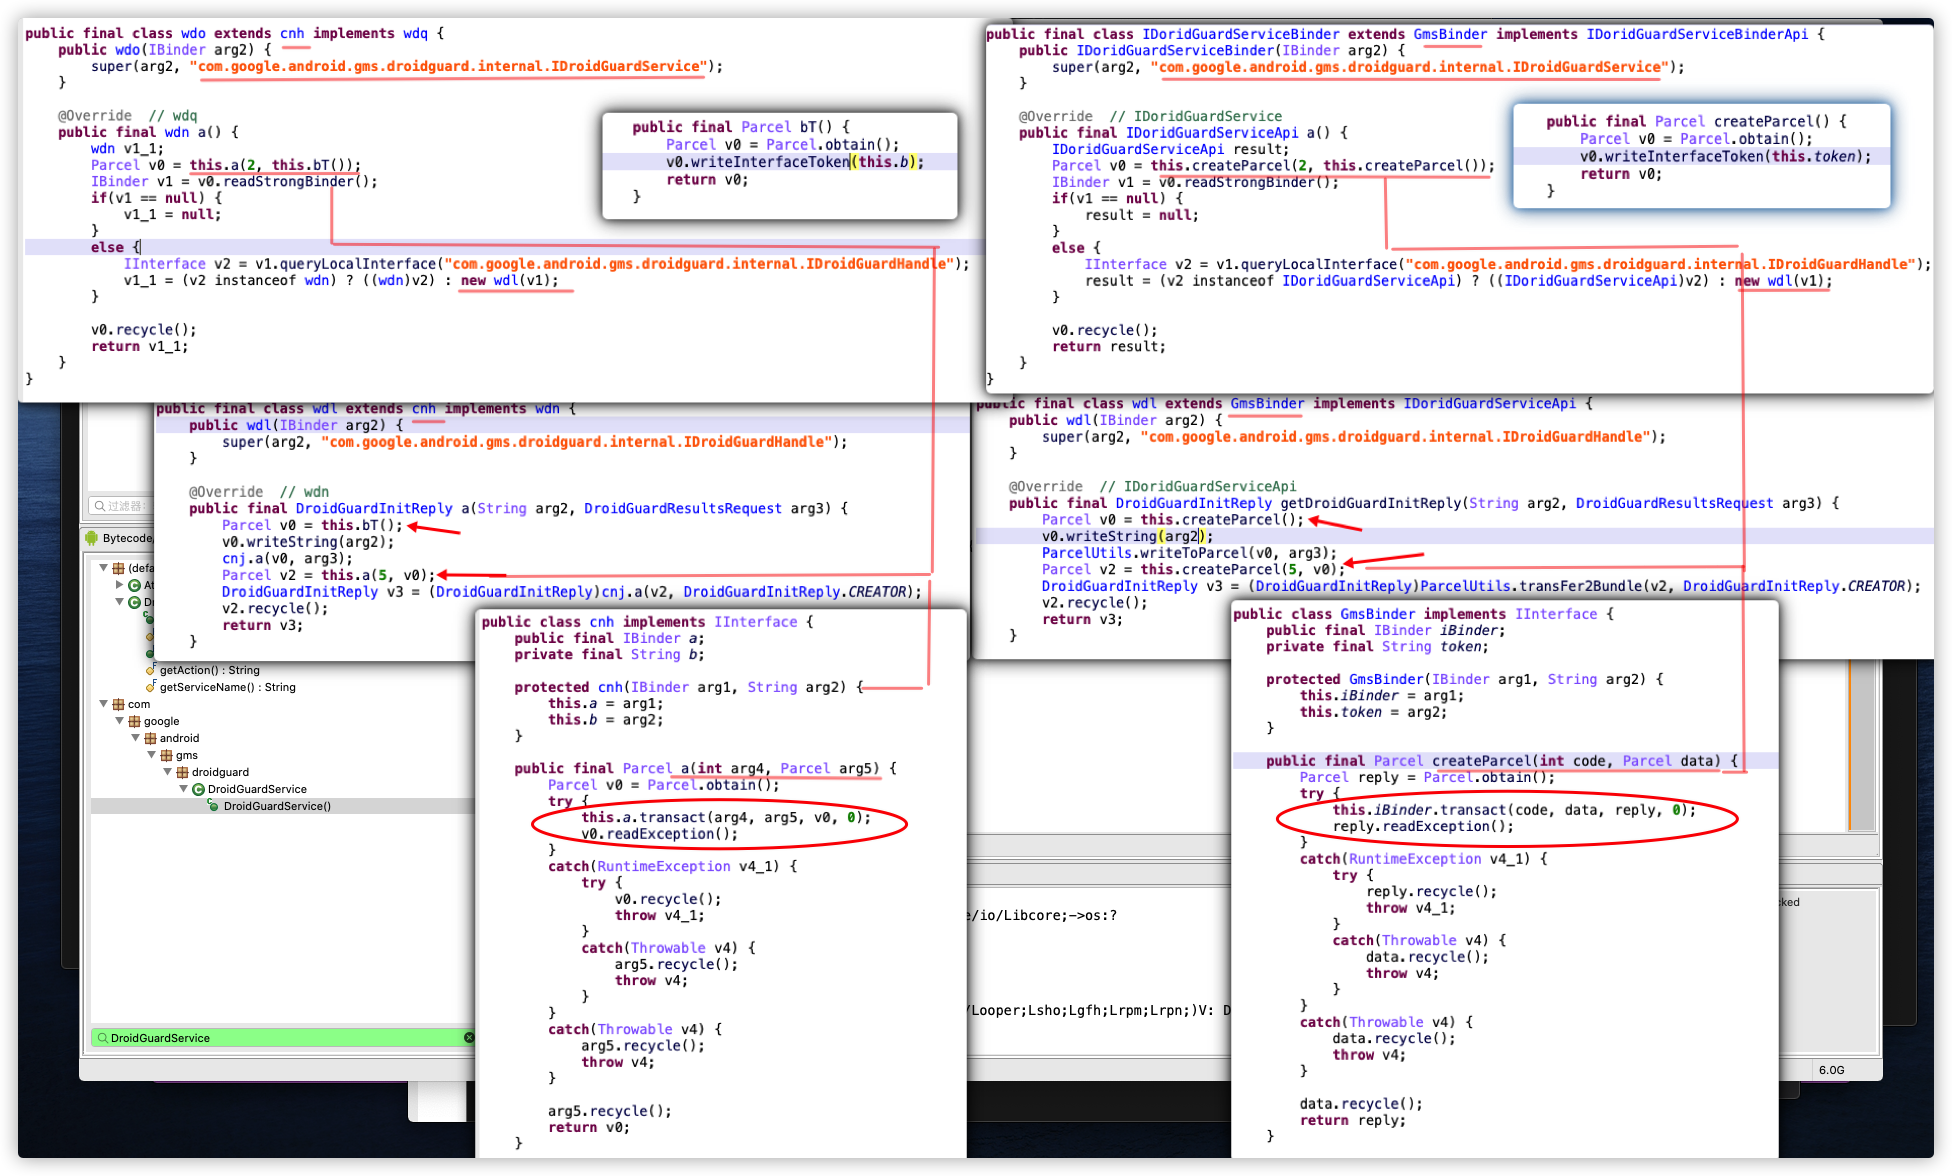 public final class wdo extends cnh implements wdq {
public wdo(IBinder arg2) {
super(arg2, "com.google.android.gms.droidguard.internal.IDroidGuardService");
}
@Override // wdq
public final wdn a() {
wdn v1_1;
Parcel v0 = this.a(2, this.bT());
IBinder v1 = v0.readStrongBinder();
if(v1 == null) {
v1_1 = null;
}
else {
IInterface v2 = v1.queryLocalInterface("com.google.android.gms.droidguard.internal.IDroidGuardHandle");
v1_1 = (v2 instanceof wdn) ? ((wdn)v2) : new wdl(v1);
}
v0.recycle();
return v1_1;
}
}
public final Parcel bT() {
Parcel v0 = Parcel.obtain();
v0.writeInterfaceToken(this.b);
return v0;
}
public final class IDoridGuardServiceBinder extends GmsBinder implements IDoridGuardServiceBinderApi {
public IDoridGuardServiceBinder(IBinder arg2) {
super(arg2, "com.google.android.gms.droidguard.internal.IDroidGuardService");
}
@Override // IDoridGuardService
public final IDoridGuardServiceApi a() {
IDoridGuardServiceApi result;
Parcel v0 = this.createParcel(2, this.createParcel());
IBinder v1 = v0.readStrongBinder();
if(v1 == null) {
result = null;
}
else {
IInterface v2 = v1.queryLocalInterface("com.google.android.gms.droidguard.internal.IDroidGuardHandle");
result = (v2 instanceof IDoridGuardServiceApi) ? ((IDoridGuardServiceApi)v2) : new wdl(v1);
}
v0.recycle();
return result;
}
}
public final Parcel createParcel() {
Parcel v0 = Parcel.obtain();
v0.writeInterfaceToken(this.token);
return v0;
}
public final class wdl extends cnh implements wdn {
public wdl(IBinder arg2) {
super(arg2, "com.google.android.gms.droidguard.internal.IDroidGuardHandle");
}
@Override // wdn
public final DroidGuardInitReply a(String arg2, DroidGuardResultsRequest arg3) {
Parcel v0 = this.bT();
v0.writeString(arg2);
cnj.a(v0, arg3);
Parcel v2 = this.a(5, v0);
DroidGuardInitReply v3 = (DroidGuardInitReply)cnj.a(v2, DroidGuardInitReply.CREATOR);
v2.recycle();
return v3;
}
public final class wdl extends GmsBinder implements IDoridGuardServiceApi {
public wdl(IBinder arg2) {
super(arg2, "com.google.android.gms.droidguard.internal.IDroidGuardHandle");
}
@Override // IDoridGuardServiceApi
public final DroidGuardInitReply getDroidGuardInitReply(String arg2, DroidGuardResultsRequest arg3) {
Parcel v0 = this.createParcel();
v0.writeString(arg2);
ParcelUtils.writeToParcel(v0, arg3);
Parcel v2 = this.createParcel(5, v0);
DroidGuardInitReply v3 = (DroidGuardInitReply)ParcelUtils.transFer2Bundle(v2, DroidGuardInitReply.CREATOR);
v2.recycle();
return v3;
}
过滤器:
Bytecode/
(defa
At
Dr
getAction() : String
getServiceName() : String
com
google
android
gms
droidguard
DroidGuardService
DroidGuardService()
DroidGuardService
public class cnh implements IInterface {
public final IBinder a;
private final String b;
protected cnh(IBinder arg1, String arg2) {
this.a = arg1;
this.b = arg2;
}
public final Parcel a(int arg4, Parcel arg5) {
Parcel v0 = Parcel.obtain();
try {
this.a.transact(arg4, arg5, v0, 0);
v0.readException();
}
catch(RuntimeException v4_1) {
try {
v0.recycle();
throw v4_1;
}
catch(Throwable v4) {
arg5.recycle();
throw v4;
}
}
catch(Throwable v4) {
arg5.recycle();
throw v4;
}
arg5.recycle();
return v0;
}
e/io/Libcore;->os:?
/Looper;Lsho;Lgfh;Lrpm;Lrpn;)V: D
public class GmsBinder implements IInterface {
public final IBinder iBinder;
private final String token;
protected GmsBinder(IBinder arg1, String arg2) {
this.iBinder = arg1;
this.token = arg2;
}
public final Parcel createParcel(int code, Parcel data) {
Parcel reply = Parcel.obtain();
try {
this.iBinder.transact(code, data, reply, 0);
reply.readException();
}
catch(RuntimeException v4_1) {
try {
reply.recycle();
throw v4_1;
}
catch(Throwable v4) {
data.recycle();
throw v4;
}
}
catch(Throwable v4) {
data.recycle();
throw v4;
}
data.recycle();
return reply;
}
cked
6.0G